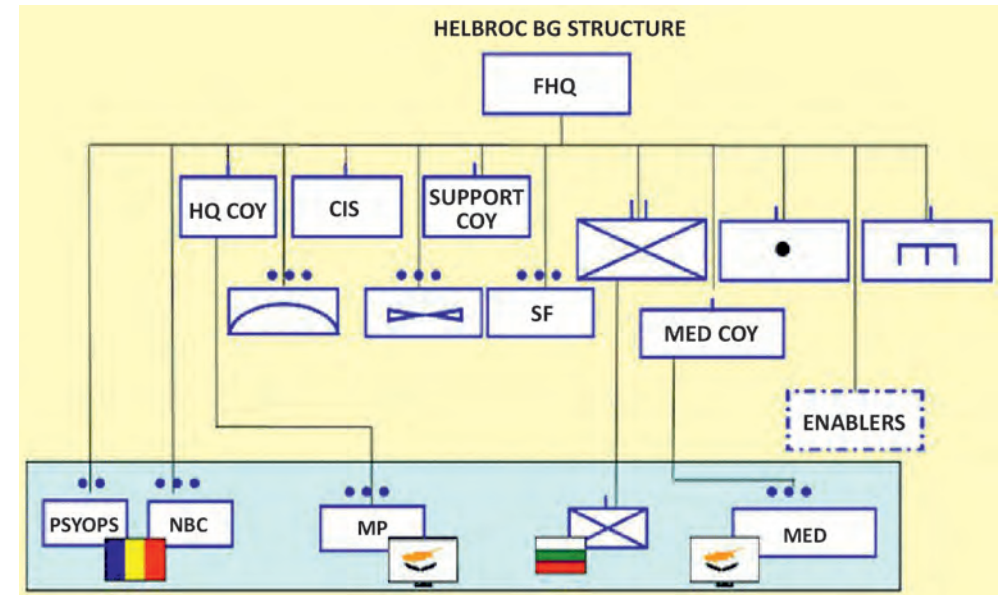 HELBROC BG STRUCTURE
FHQ
HQ COY
CIS
SUPPORT
COY
SF
MED COY
ENABLERS
PSYOPS
NBC
MP
MED